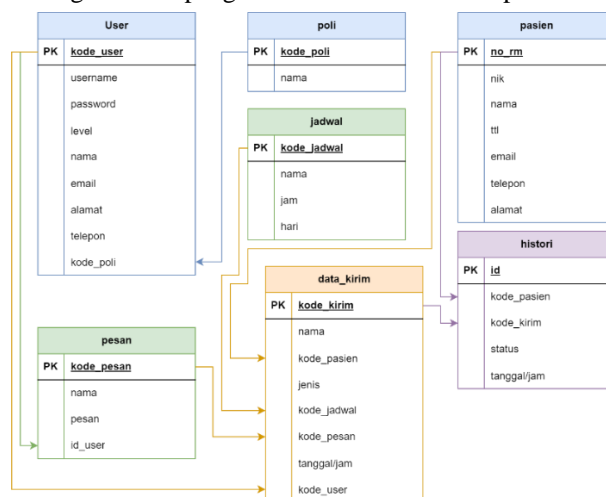 User
PK kode_user
username
password
level
nama
email
alamat
telepon
kode_poli
poli
PK kode_poli
nama
pasien
PK no_rm
nik
nama
ttl
email
telepon
alamat
jadwal
PK kode_jadwal
nama
jam
hari
histori
PK id
kode_pasien
kode_kirim
status
tanggal/jam
data_kirim
PK kode_kirim
nama
kode_pasien
jenis
kode_jadwal
kode_pesan
tanggal/jam
kode_user
pesan
PK kode_pesan
nama
pesan
id_user